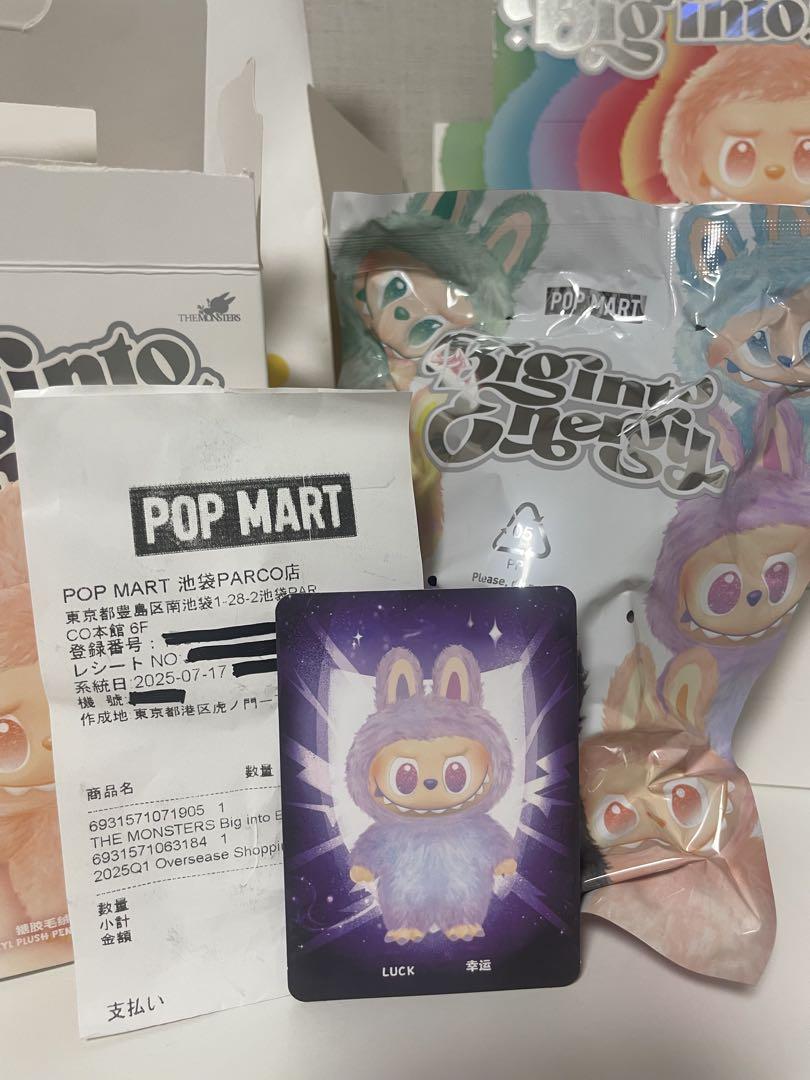 Big into
THE MONSTERS
into
POP MART
Big into
Energy
05
PP
Please,
POP MART
POP MART 池袋PARCO店
東京都豊島区南池袋1-28-2池袋PAR
CO本館 6F
登録番号:
レシート NO:
系統日:2025-07-17
機 號:
作成地:東京都港区虎ノ門一
数量
商品名
6931571071905 1
THE MONSTERS Big into E
6931571063184 1
2025Q1 Oversease Shoppin
数量
小計
金額
支払い
YL PLUSH PEN
LUCK 幸运